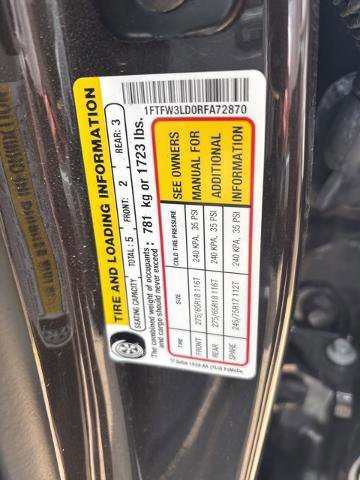 1FTFW3LD0RFA72870
TIRE AND LOADING INFORMATION
SEATING CAPACITY TOTAL: 5 FRONT: 2 REAR: 3
The combined weight of occupants and cargo should never exceed: 781 kg or 1723 lbs.
TIRE SIZE COLD TIRE PRESSURE SEE OWNERS
FRONT 275/65R18 116T 240 KPA, 35 PSI MANUAL FOR
REAR 275/65R18 116T 240 KPA, 35 PSI ADDITIONAL
SPARE 245/75R17 112T 240 KPA, 35 PSI INFORMATION